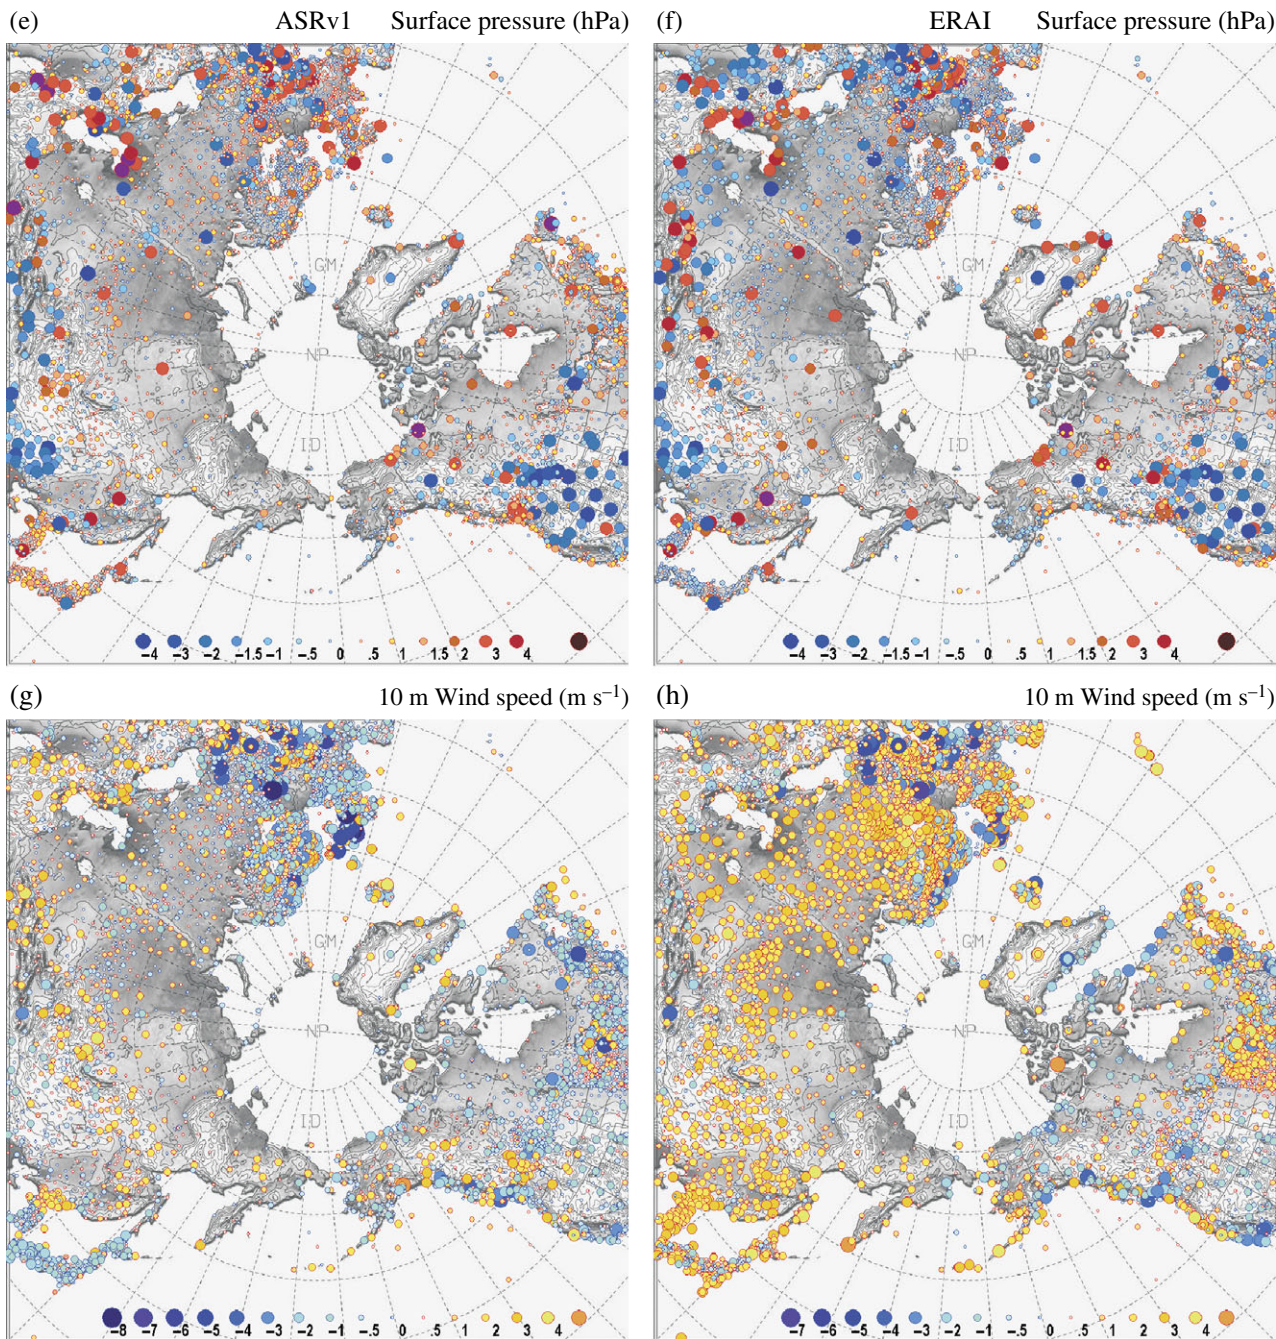 (e) ASRv1 Surface pressure (hPa)
(f) ERAI Surface pressure (hPa)
GM
NP
ID
GM
NP
ID
–4 –3 –2 –1.5 –1 –.5 0 .5 1 1.5 2 3 4
–4 –3 –2 –1.5 –1 –.5 0 .5 1 1.5 2 3 4
(g) 10 m Wind speed (m s–1)
(h) 10 m Wind speed (m s–1)
GM
NP
ID
GM
NP
ID
–8 –7 –6 –5 –4 –3 –2 –1 –.5 0 .5 1 2 3 4
–7 –6 –5 –4 –3 –2 –1 –.5 0 .5 1 2 3 4